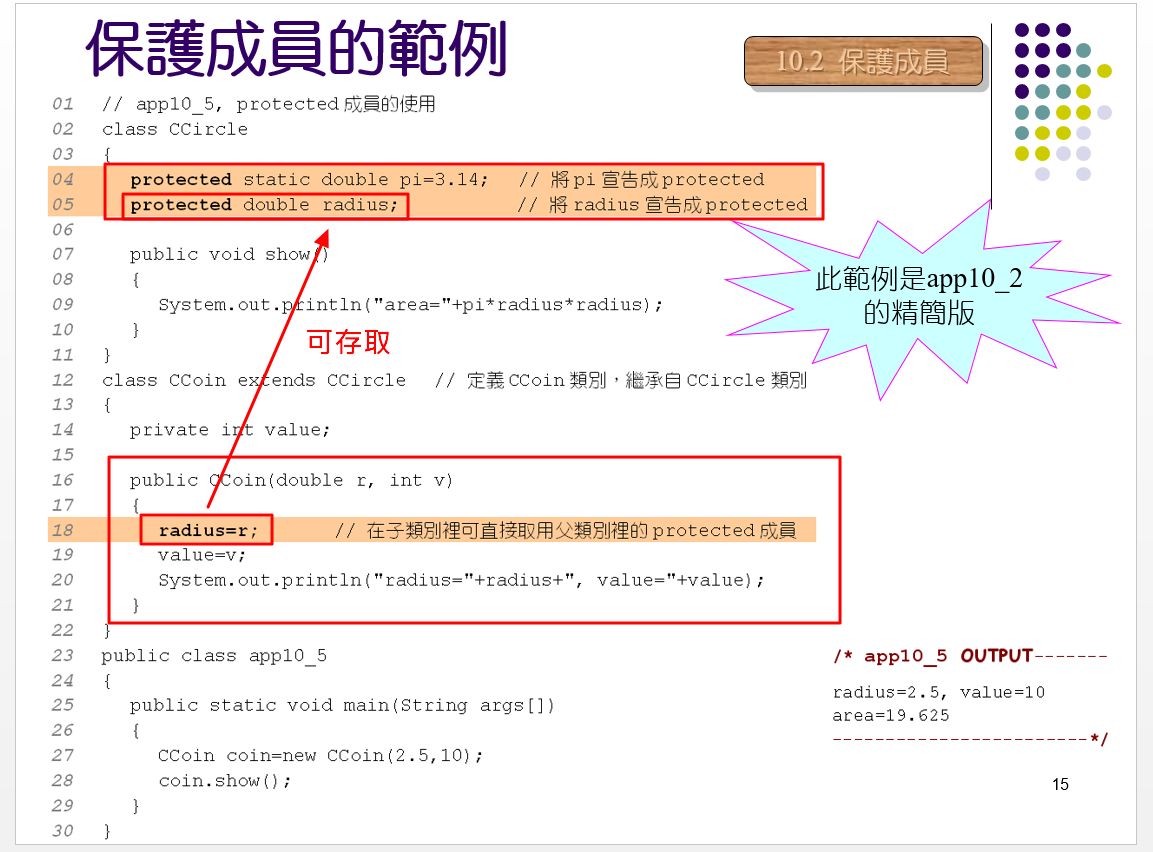 保護成員的範例
10.2 保護成員
01 // app10_5, protected 成員的使用
02 class CCircle
03 {
04 protected static double pi=3.14; // 將 pi 宣告成 protected
05 protected double radius; // 將 radius 宣告成 protected
06
07 public void show()
08 {
09 System.out.println("area="+pi*radius*radius);
10 }
11 }
12 class CCoin extends CCircle // 定義 CCoin 類別，繼承自 CCircle 類別
13 {
14 private int value;
15
16 public CCoin(double r, int v)
17 {
18 radius=r; // 在子類別裡可直接取用父類別裡的 protected 成員
19 value=v;
20 System.out.println("radius="+radius+", value="+value);
21 }
22 }
23 public class app10_5
24 {
25 public static void main(String args[])
26 {
27 CCoin coin=new CCoin(2.5,10);
28 coin.show();
29 }
30 }
可存取
此範例是app10_2
的精簡版
/* app10_5 OUTPUT-------
radius=2.5, value=10
area=19.625
------------------------*/
15